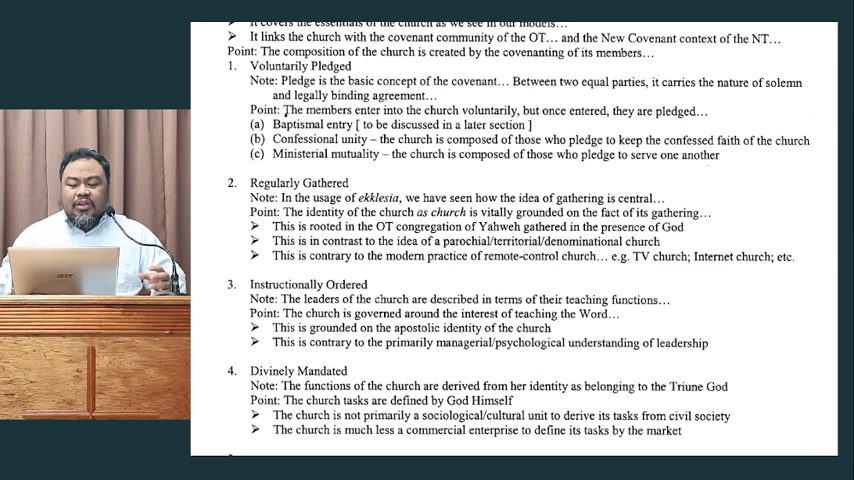 It covers the essentials of the church as we see in our models…
➢ It links the church with the covenant community of the OT… and the New Covenant context of the NT…
Point: The composition of the church is created by the covenanting of its members…
1. Voluntarily Pledged
Note: Pledge is the basic concept of the covenant… Between two equal parties, it carries the nature of solemn
and legally binding agreement…
Point: The members enter into the church voluntarily, but once entered, they are pledged…
(a) Baptismal entry [ to be discussed in a later section ]
(b) Confessional unity – the church is composed of those who pledge to keep the confessed faith of the church
(c) Ministerial mutuality – the church is composed of those who pledge to serve one another
2. Regularly Gathered
Note: In the usage of ekklesia, we have seen how the idea of gathering is central…
Point: The identity of the church as church is vitally grounded on the fact of its gathering…
➢ This is rooted in the OT congregation of Yahweh gathered in the presence of God
➢ This is in contrast to the idea of a parochial/territorial/denominational church
➢ This is contrary to the modern practice of remote-control church… e.g. TV church; Internet church; etc.
3. Instructionally Ordered
Note: The leaders of the church are described in terms of their teaching functions…
Point: The church is governed around the interest of teaching the Word…
➢ This is grounded on the apostolic identity of the church
➢ This is contrary to the primarily managerial/psychological understanding of leadership
4. Divinely Mandated
Note: The functions of the church are derived from her identity as belonging to the Triune God
Point: The church tasks are defined by God Himself
➢ The church is not primarily a sociological/cultural unit to derive its tasks from civil society
➢ The church is much less a commercial enterprise to define its tasks by the market
acer